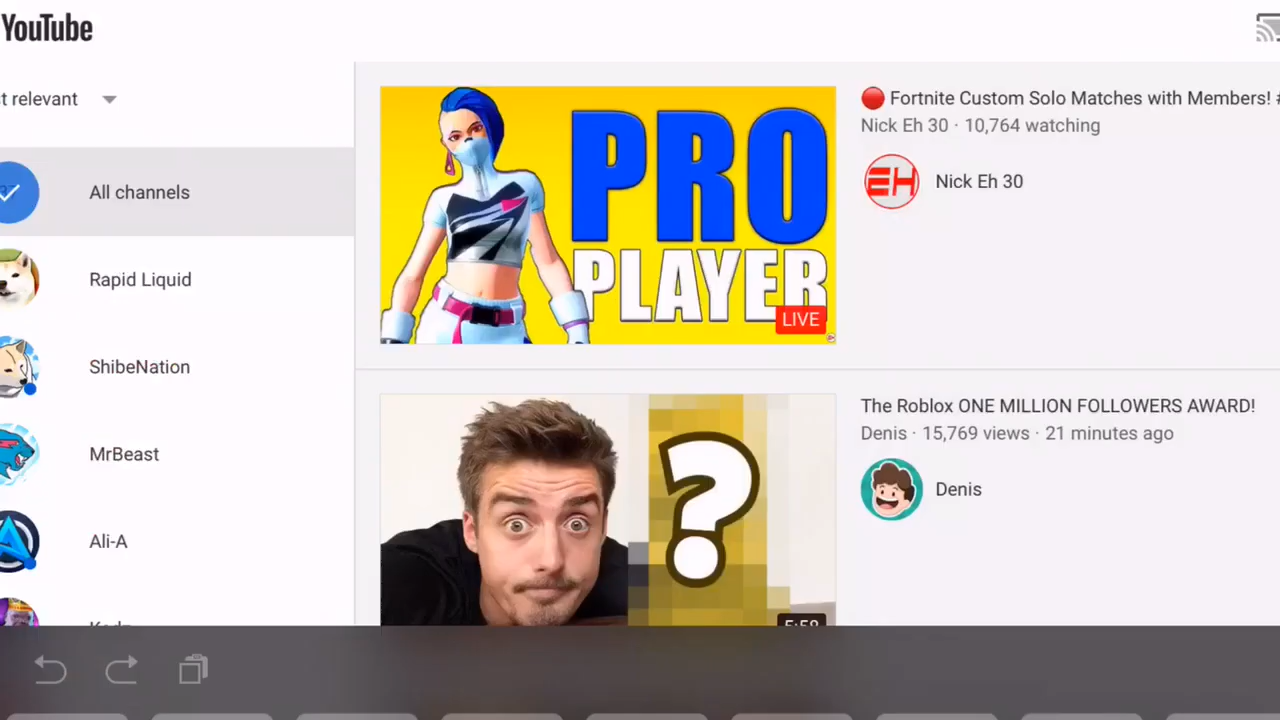 YouTube
t relevant
All channels
Rapid Liquid
ShibeNation
MrBeast
Ali-A
PRO
PLAYER
LIVE
🔴 Fortnite Custom Solo Matches with Members!
Nick Eh 30 · 10,764 watching
EH
Nick Eh 30
?
5:58
The Roblox ONE MILLION FOLLOWERS AWARD!
Denis · 15,769 views · 21 minutes ago
Denis